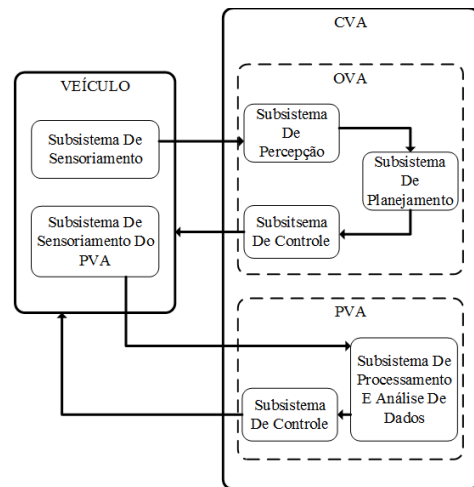 CVA
VEÍCULO
Subsistema De
Sensoriamento
Subsistema De
Sensoriamento Do
PVA
OVA
Subsistema
De
Percepção
Subsistema
De
Planejamento
Subsitsema
De Controle
PVA
Subsistema De
Processamento
E Análise De
Dados
Subsistema
De Controle